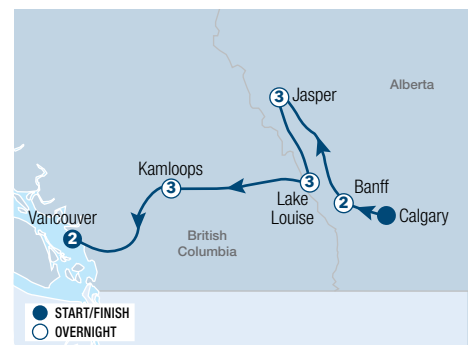 Alberta
3 Jasper
Kamloops
3
3
Lake
Louise
Banff
2
Calgary
Vancouver
2
British
Columbia
START/FINISH
OVERNIGHT